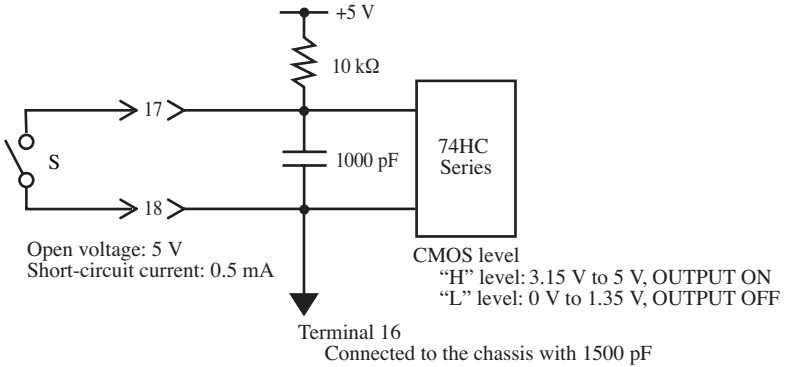 +5 V
10 kΩ
17
74HC
Series
S
1000 pF
18
Open voltage: 5 V
Short-circuit current: 0.5 mA
CMOS level
“H” level: 3.15 V to 5 V, OUTPUT ON
“L” level: 0 V to 1.35 V, OUTPUT OFF
Terminal 16
Connected to the chassis with 1500 pF